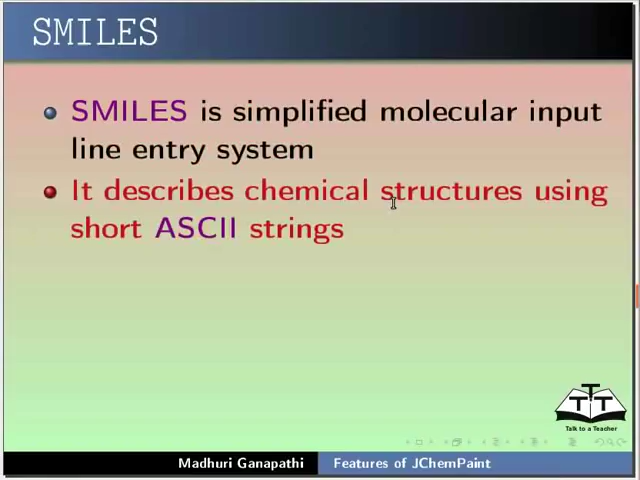 SMILES
SMILES is simplified molecular input
line entry system
It describes chemical structures using
short ASCII strings
TTT
Talk to a Teacher
Madhuri Ganapathi Features of JChemPaint